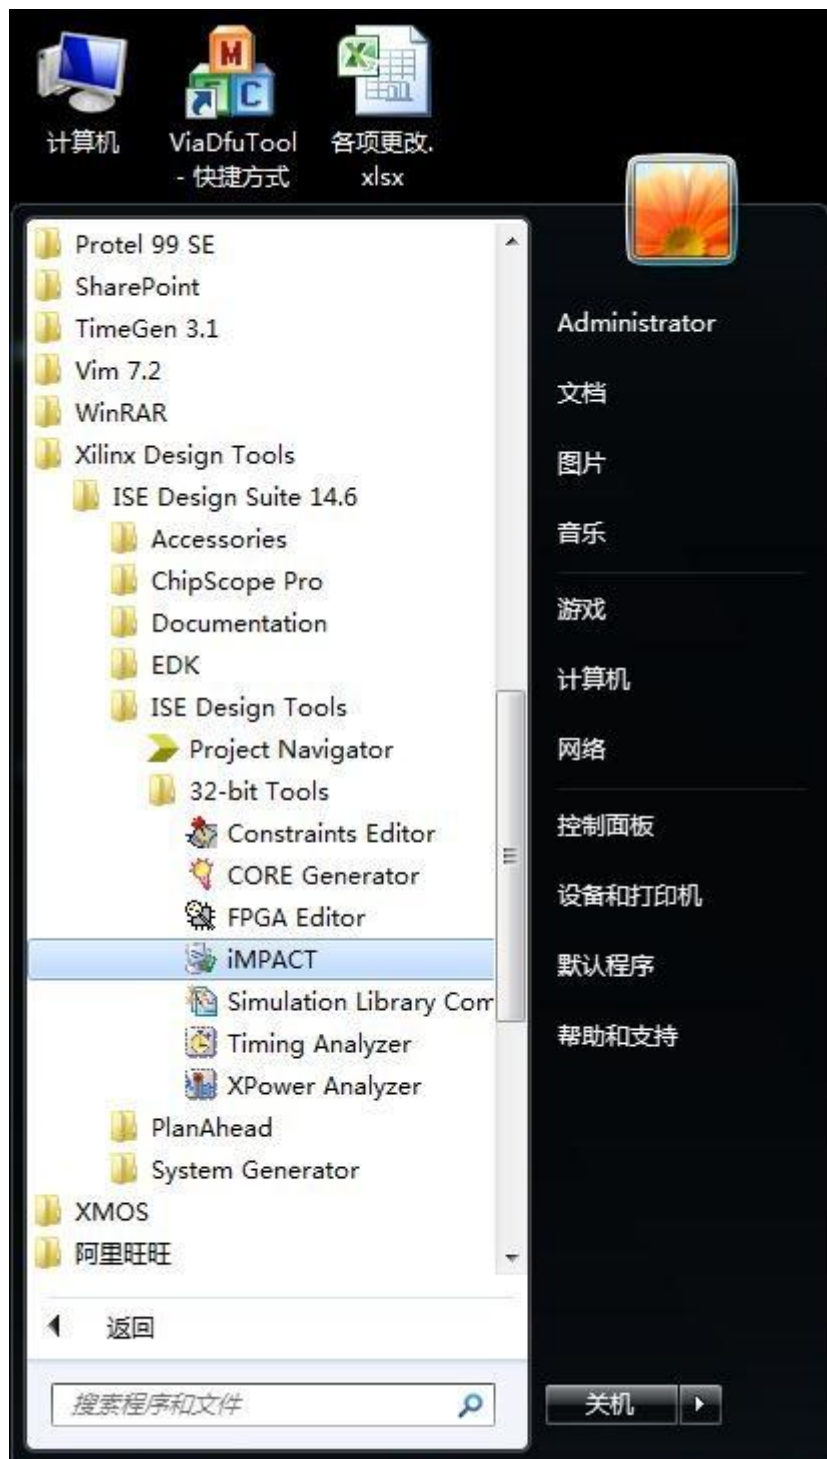 计算机
ViaDfuTool
- 快捷方式
各项更改.
xlsx
Protel 99 SE
SharePoint
TimeGen 3.1
Vim 7.2
WinRAR
Xilinx Design Tools
ISE Design Suite 14.6
Accessories
ChipScope Pro
Documentation
EDK
ISE Design Tools
Project Navigator
32-bit Tools
Constraints Editor
CORE Generator
FPGA Editor
iMPACT
Simulation Library Com
Timing Analyzer
XPower Analyzer
PlanAhead
System Generator
XMOS
阿里旺旺
返回
搜索程序和文件
Administrator
文档
图片
音乐
游戏
计算机
网络
控制面板
设备和打印机
默认程序
帮助和支持
关机